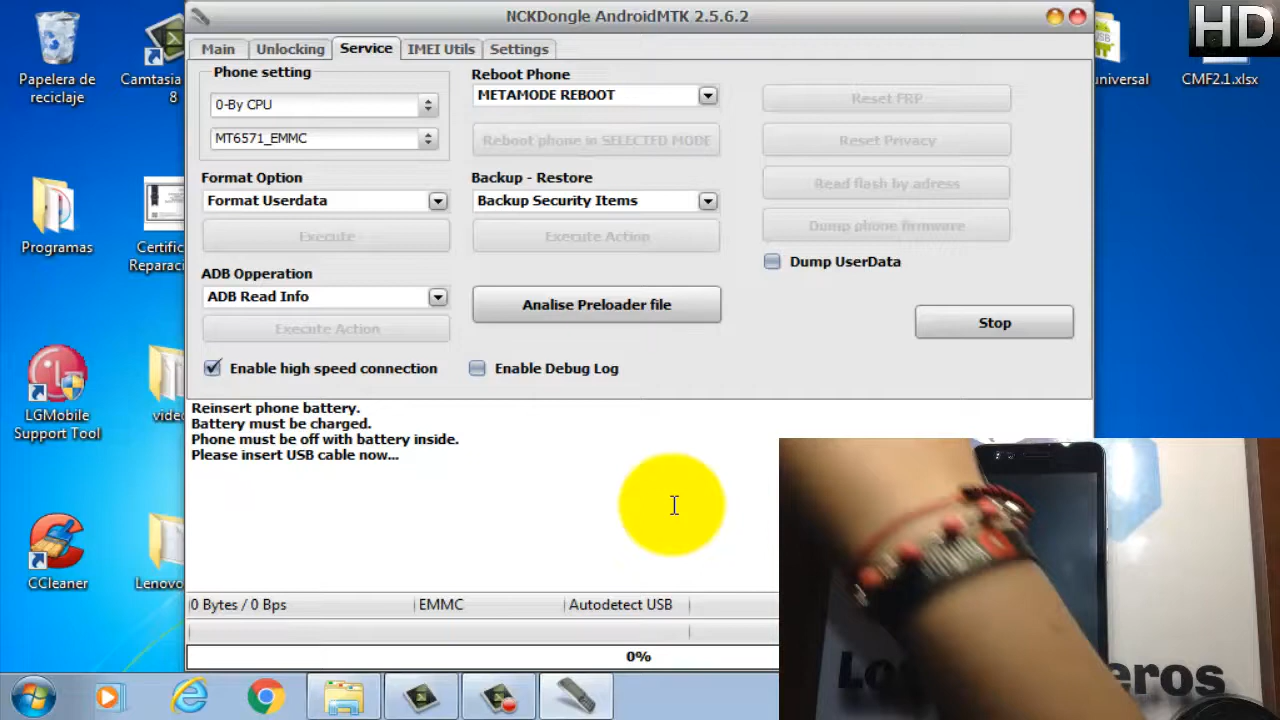 NCKDongle AndroidMTK 2.5.6.2
HD
Papelera de
reciclaje
Camtasia
8
universal
CMF2.1.xlsx
Main
Unlocking
Service
IMEI Utils
Settings
Phone setting
0-By CPU
MT6571_EMMC
Reboot Phone
METAMODE REBOOT
Reboot phone in SELECTED MODE
Reset FRP
Reset Privacy
Read flash by adress
Dump phone firmware
Dump UserData
Format Option
Format Userdata
Execute
Backup - Restore
Backup Security Items
Execute Action
ADB Opperation
ADB Read Info
Execute Action
Analise Preloader file
Stop
Enable high speed connection
Enable Debug Log
Programas
Certific
Reparaci
LGMobile
Support Tool
video
CCleaner
Lenovo
Reinsert phone battery.
Battery must be charged.
Phone must be off with battery inside.
Please insert USB cable now...
0 Bytes / 0 Bps
EMMC
Autodetect USB
0%
eros